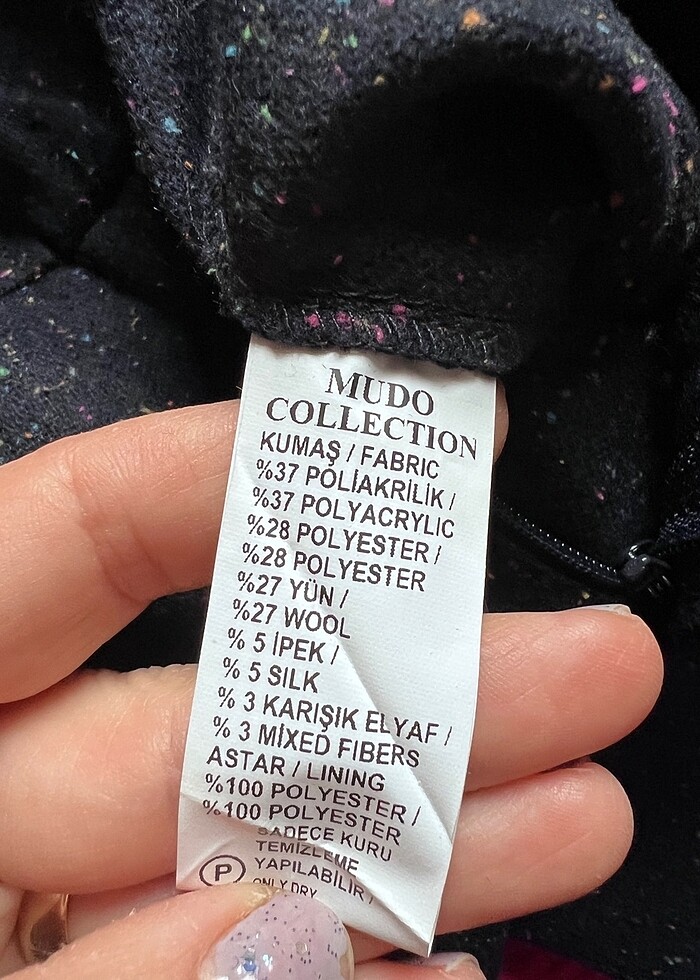 MUDO
COLLECTION
KUMAŞ / FABRIC
%37 POLİAKRİLİK /
%37 POLYACRYLIC
%28 POLYESTER /
%28 POLYESTER
%27 YÜN /
%27 WOOL
% 5 İPEK /
% 5 SILK
% 3 KARIŞIK ELYAF /
% 3 MIXED FIBERS
ASTAR / LINING
%100 POLYESTER /
%100 POLYESTER
SADECE KURU
TEMİZLEME
P YAPILABİLİR /
ONLY DRY